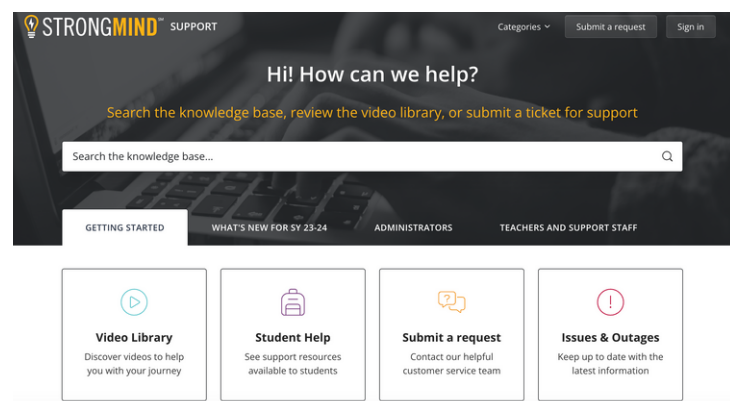 STRONGMIND™ SUPPORT
Categories Submit a request Sign in
Hi! How can we help?
Search the knowledge base, review the video library, or submit a ticket for support
Search the knowledge base...
GETTING STARTED WHAT'S NEW FOR SY 23-24 ADMINISTRATORS TEACHERS AND SUPPORT STAFF
Video Library
Discover videos to help
you with your journey
Student Help
See support resources
available to students
Submit a request
Contact our helpful
customer service team
Issues & Outages
Keep up to date with the
latest information